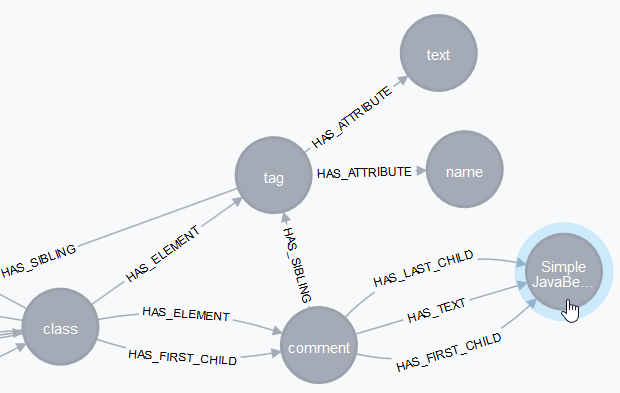 text
HAS_ATTRIBUTE
tag
HAS_ATTRIBUTE
name
HAS_SIBLING
HAS_ELEMENT
HAS_SIBLING
HAS_LAST_CHILD
Simple
JavaBe...
HAS_ELEMENT
HAS_TEXT
class
comment
HAS_FIRST_CHILD
HAS_FIRST_CHILD